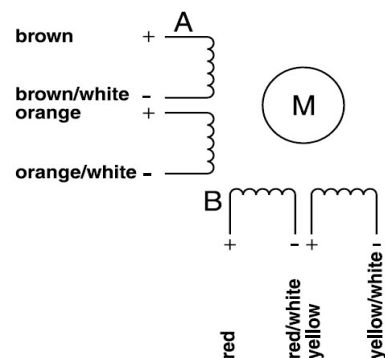 A
brown +
brown/white -
orange +
orange/white -
M
B
+ - + -
red
red/white
yellow
yellow/white